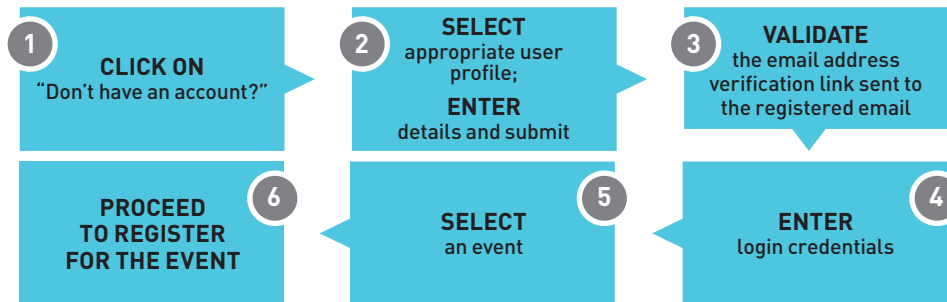 1
CLICK ON
“Don’t have an account?”
2
SELECT
appropriate user
profile;
ENTER
details and submit
3
VALIDATE
the email address
verification link sent to
the registered email
4
ENTER
login credentials
5
SELECT
an event
6
PROCEED
TO REGISTER
FOR THE EVENT